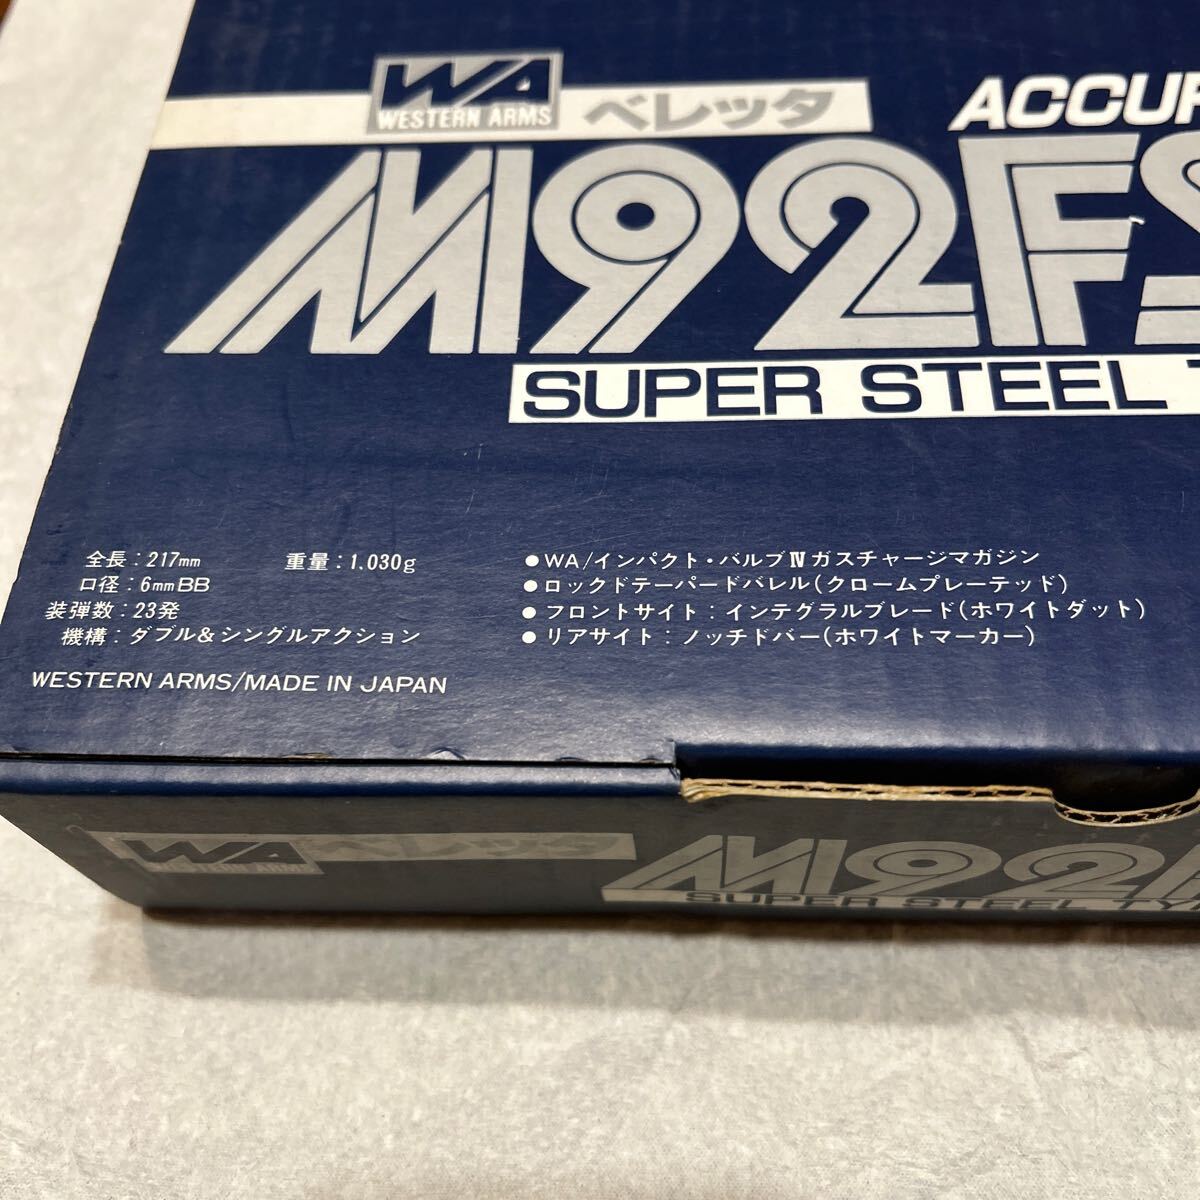 WA
WESTERN ARMS
ベレッタ
M92FS
SUPER STEEL
全長：217mm 重量：1.030g
口径：6mm BB
装弾数：23発
機構：ダブル&シングルアクション
WESTERN ARMS/MADE IN JAPAN
●WA/インパクト・バルブⅣガスチャージマガジン
●ロックドテーパードバレル(クロームプレーテッド)
●フロントサイト：インテグラルブレード(ホワイトダット)
●リアサイト：ノッチドバー(ホワイトマーカー)
WA
WESTERN ARMS
ベレッタ
M92
SUPER STEEL TY